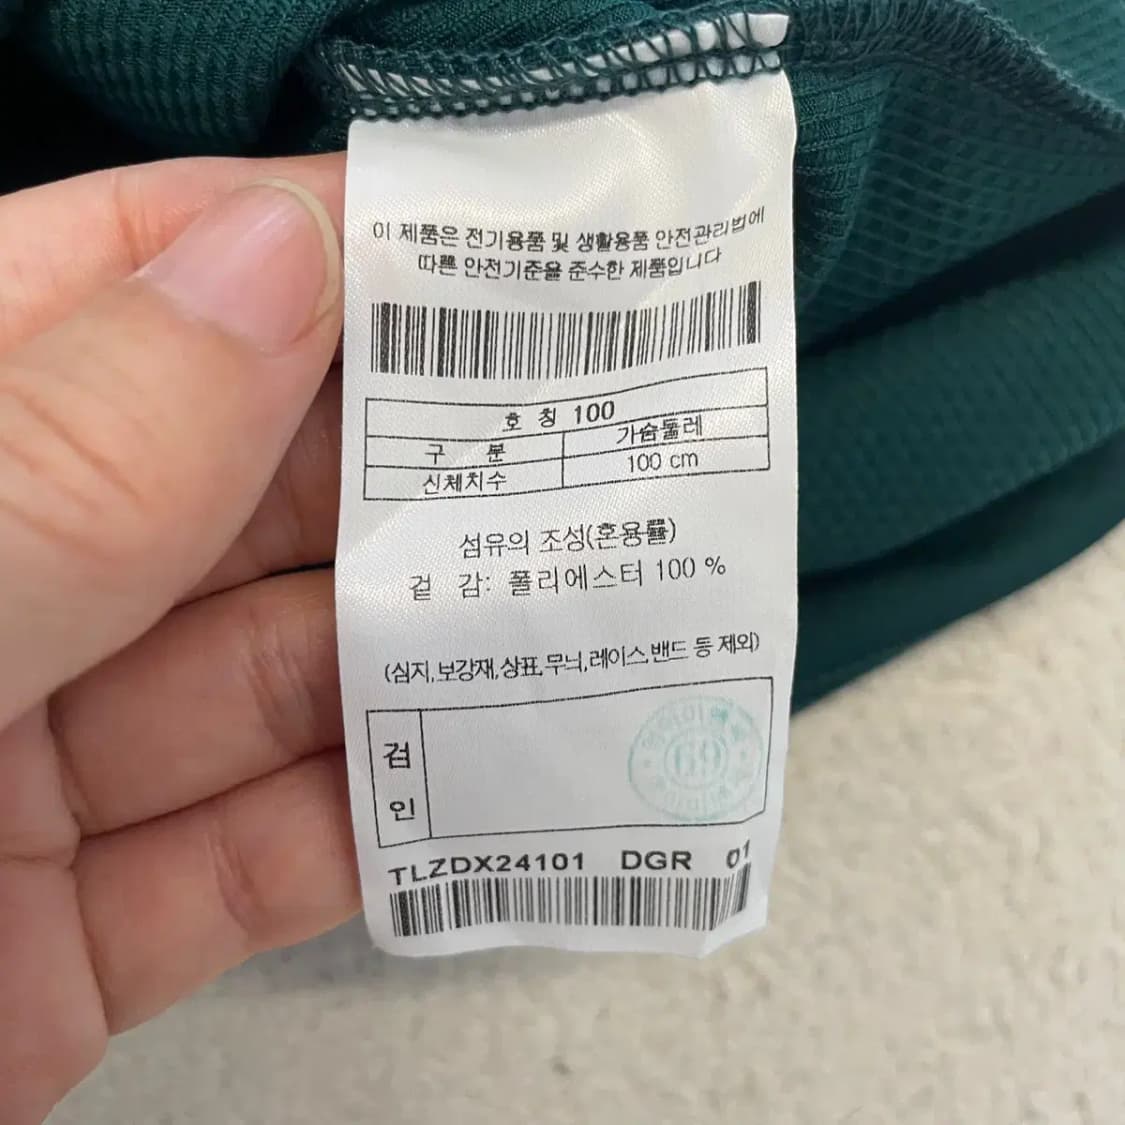 이 제품은 전기용품 및 생활용품 안전관리법에
따른 안전기준을 준수한 제품입니다
호 칭 100
구 분 가슴둘레
신체치수 100 cm
섬유의 조성(혼용률)
겉 감: 폴리에스터 100 %
(심지,보강재,상표,무늬,레이스,밴드 등 제외)
검
인
69
TLZDX24101 DGR 01